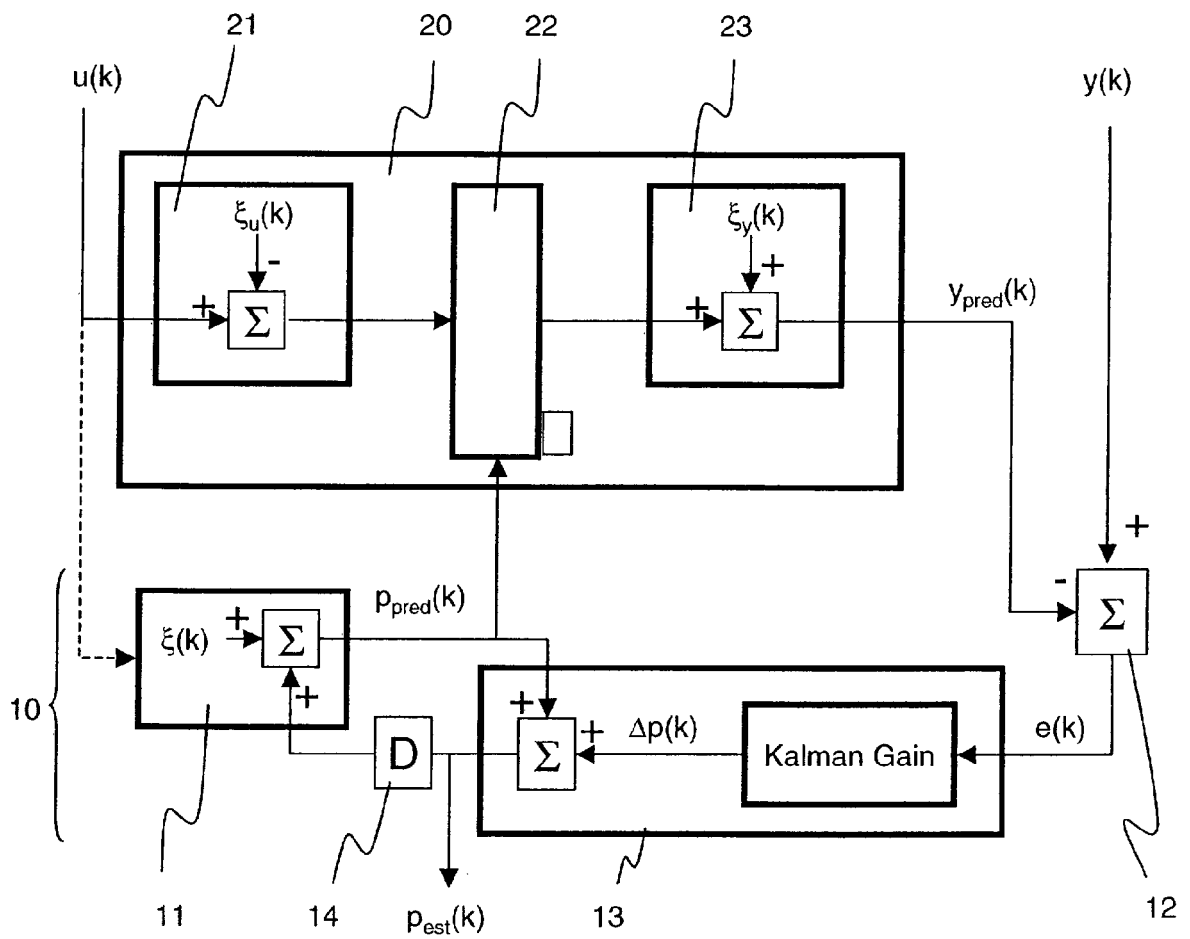 21
20
22
23
u(k)
y(k)
ξu(k)
-
+
Σ
ξy(k)
+
+
Σ
ypred(k)
+
-
Σ
10
ξ(k)
+
Σ
+
ppred(k)
D
+
+
Σ
Δp(k)
Kalman Gain
e(k)
11
14
pest(k)
13
12